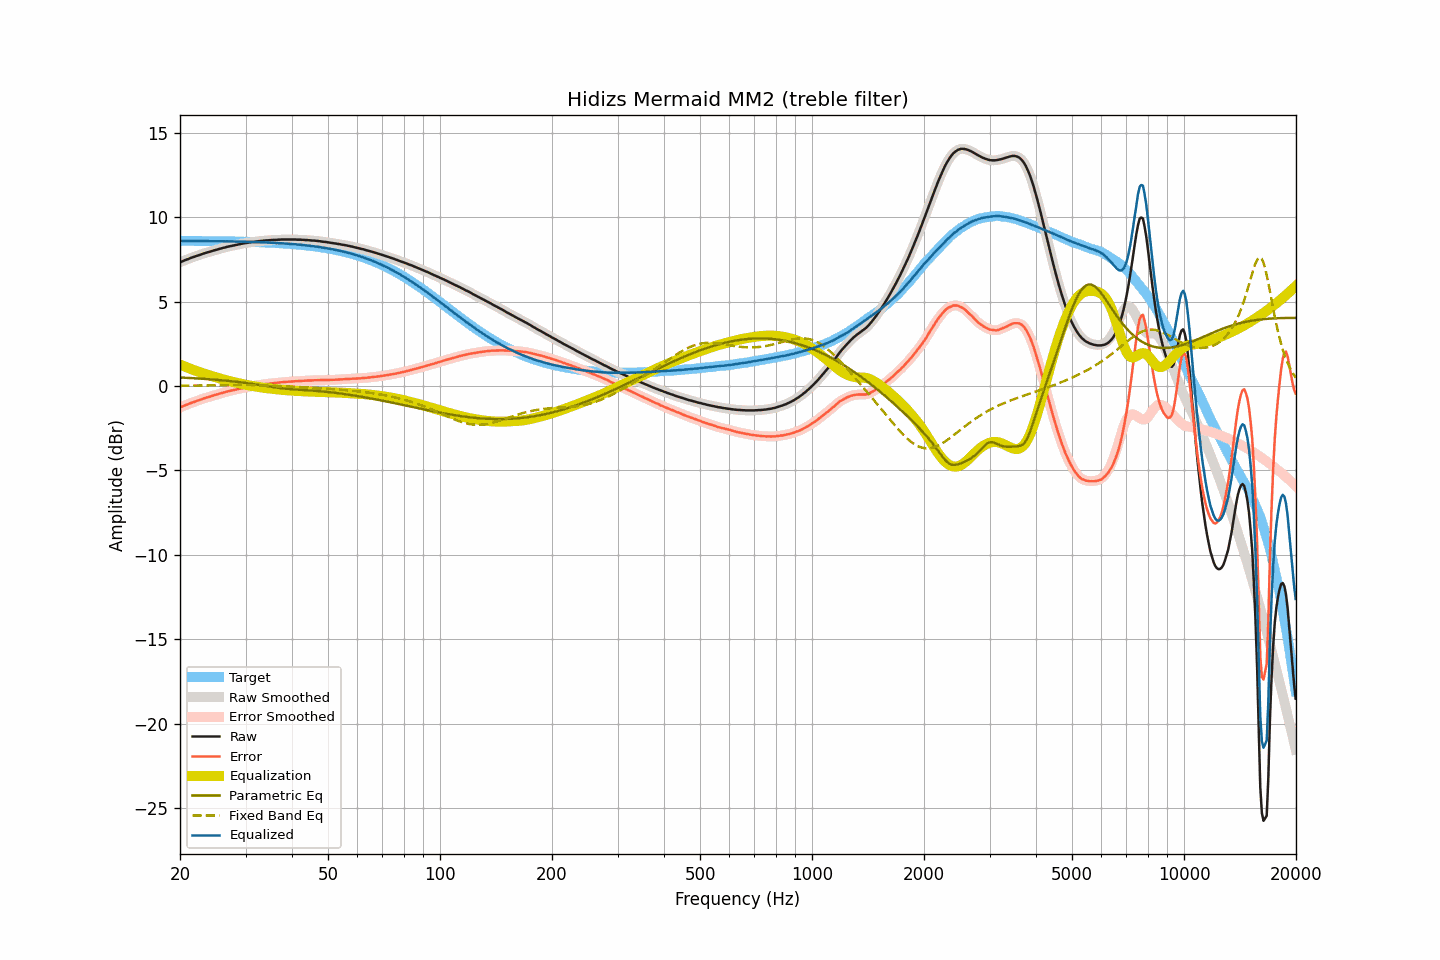 Hidizs Mermaid MM2 (treble filter)
15
10
5
0
−5
−10
−15
−20
−25
Amplitude (dBr)
Target
Raw Smoothed
Error Smoothed
Raw
Error
Equalization
Parametric Eq
Fixed Band Eq
Equalized
20 50 100 200 500 1000 2000 5000 10000 20000
Frequency (Hz)